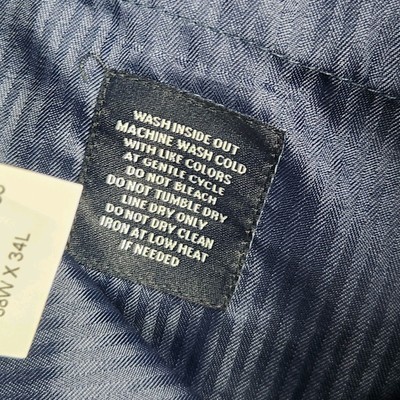 WASH INSIDE OUT
MACHINE WASH COLD
WITH LIKE COLORS
AT GENTLE CYCLE
DO NOT BLEACH
DO NOT TUMBLE DRY
LINE DRY ONLY
DO NOT DRY CLEAN
IRON AT LOW HEAT
IF NEEDED
X 34L